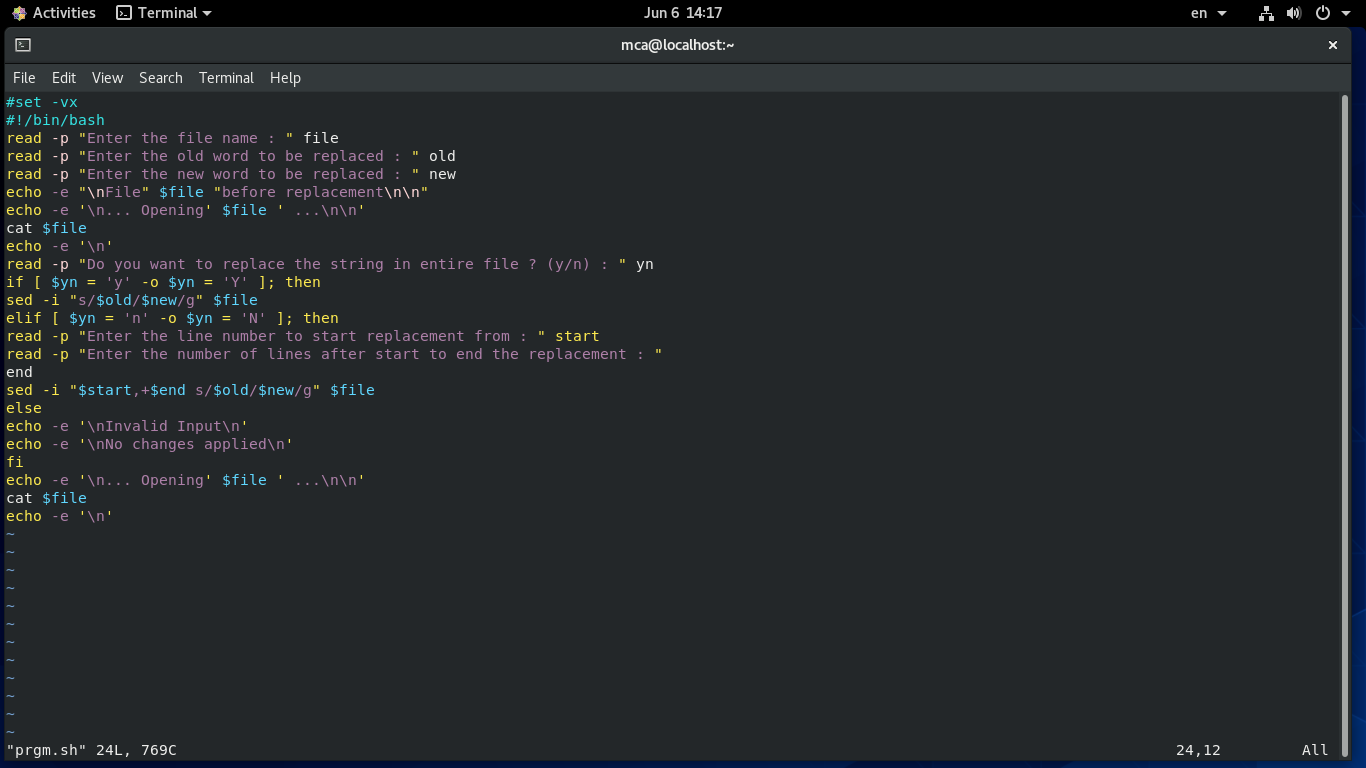 Activities Terminal Jun 6 14:17 en
mca@localhost:~
File Edit View Search Terminal Help
#set -vx
#!/bin/bash
read -p "Enter the file name : " file
read -p "Enter the old word to be replaced : " old
read -p "Enter the new word to be replaced : " new
echo -e "\nFile" $file "before replacement\n\n"
echo -e '\n... Opening' $file ' ...\n\n'
cat $file
echo -e '\n'
read -p "Do you want to replace the string in entire file ? (y/n) : " yn
if [ $yn = 'y' -o $yn = 'Y' ]; then
sed -i "s/$old/$new/g" $file
elif [ $yn = 'n' -o $yn = 'N' ]; then
read -p "Enter the line number to start replacement from : " start
read -p "Enter the number of lines after start to end the replacement : "
end
sed -i "$start,+$end s/$old/$new/g" $file
else
echo -e '\nInvalid Input\n'
echo -e '\nNo changes applied\n'
fi
echo -e '\n... Opening' $file ' ...\n\n'
cat $file
echo -e '\n'
~
~
~
~
~
~
~
~
~
~
~
~
"prgm.sh" 24L, 769C 24,12 All